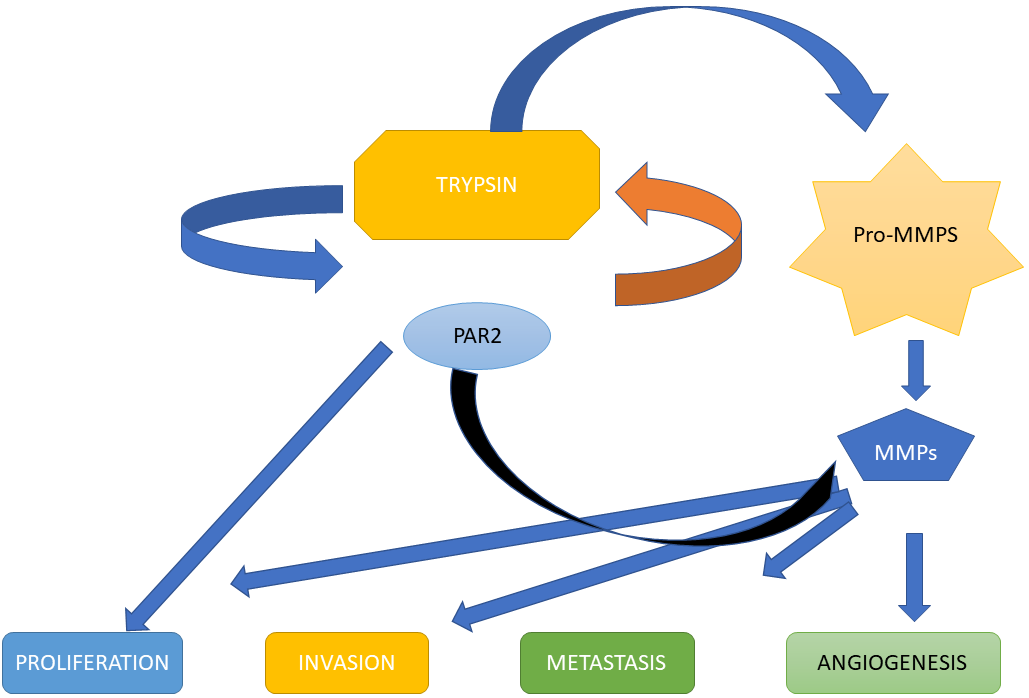 TRYPSIN
Pro-MMPS
PAR2
MMPs
PROLIFERATION
INVASION
METASTASIS
ANGIOGENESIS